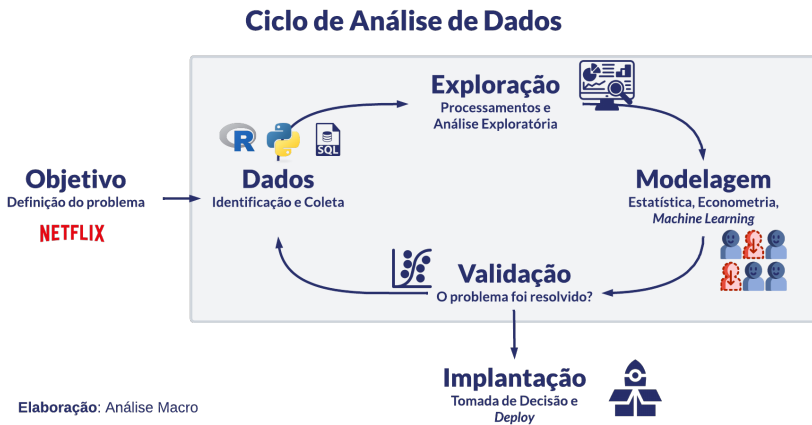 Ciclo de Análise de Dados
Exploração
Processamentos e
Análise Exploratória
R
SQL
Objetivo
Definição do problema
NETFLIX
Dados
Identificação e Coleta
Modelagem
Estatística, Econometria,
Machine Learning
Validação
O problema foi resolvido?
Implantação
Tomada de Decisão e
Deploy
Elaboração: Análise Macro